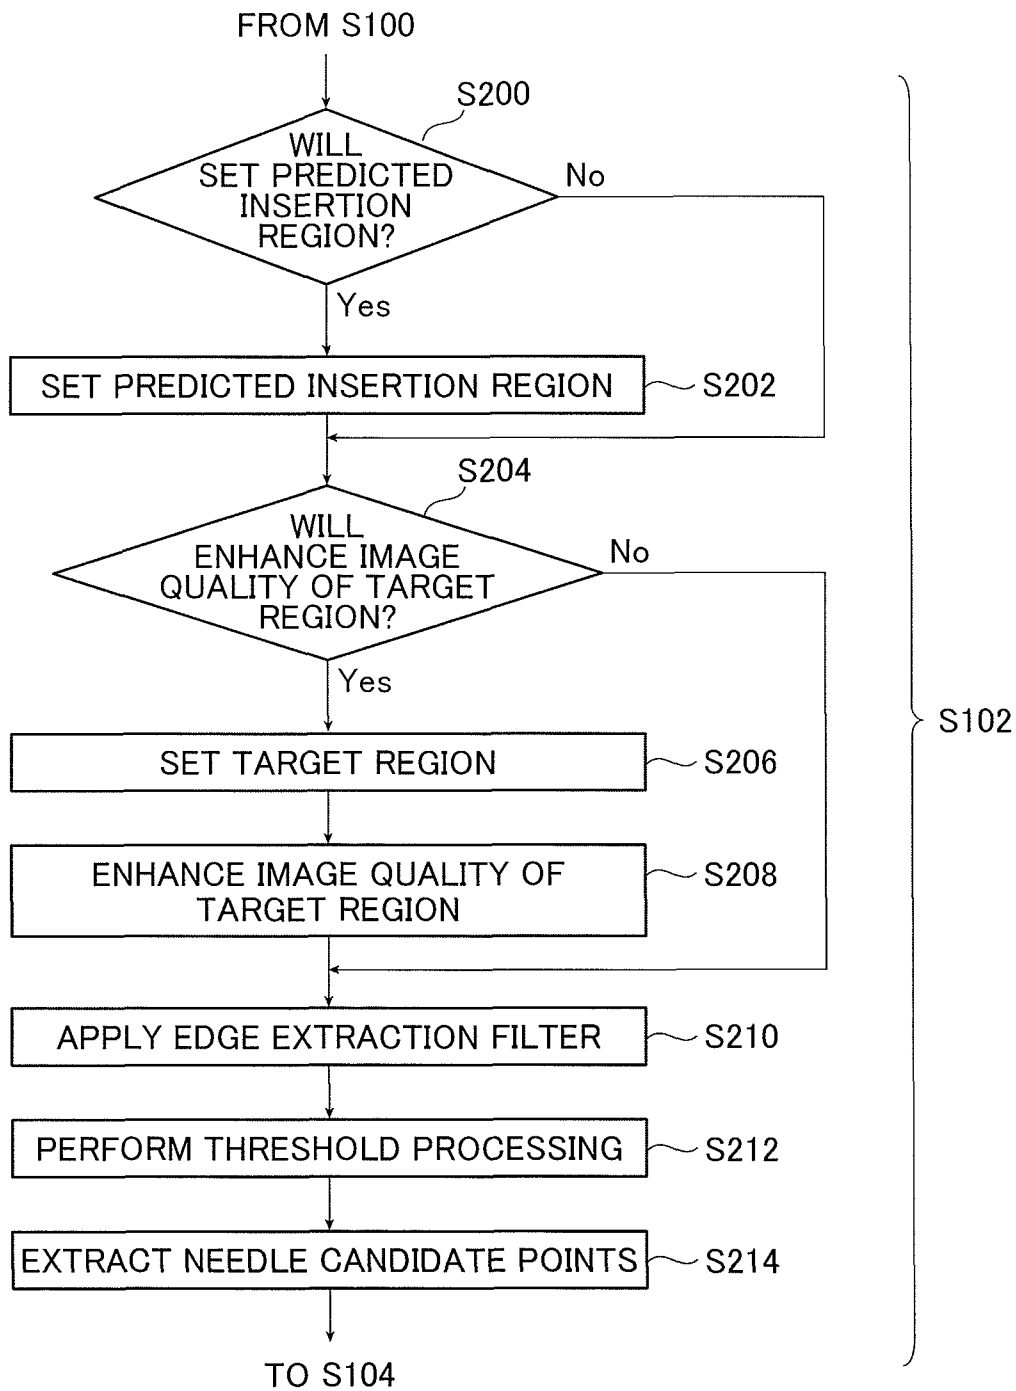 FROM S100
S200
WILL
SET PREDICTED
INSERTION
REGION?
No
Yes
SET PREDICTED INSERTION REGION
S202
S204
WILL
ENHANCE IMAGE
QUALITY OF TARGET
REGION?
No
Yes
S102
SET TARGET REGION
S206
ENHANCE IMAGE QUALITY OF
TARGET REGION
S208
APPLY EDGE EXTRACTION FILTER
S210
PERFORM THRESHOLD PROCESSING
S212
EXTRACT NEEDLE CANDIDATE POINTS
S214
TO S104